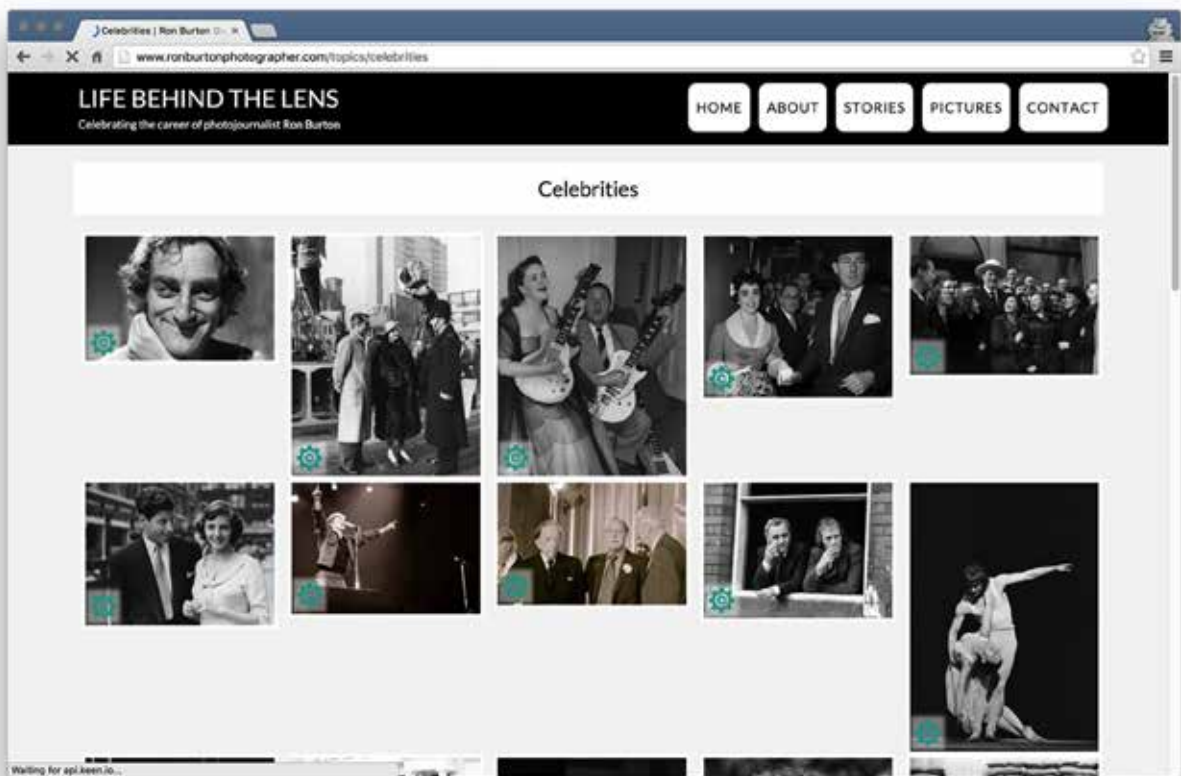 Celebrities | Ron Burton
www.ronburtonphotographer.com/topics/celebrities
LIFE BEHIND THE LENS
Celebrating the career of photojournalist Ron Burton
HOME ABOUT STORIES PICTURES CONTACT
Celebrities
Waiting for api.keen.io...